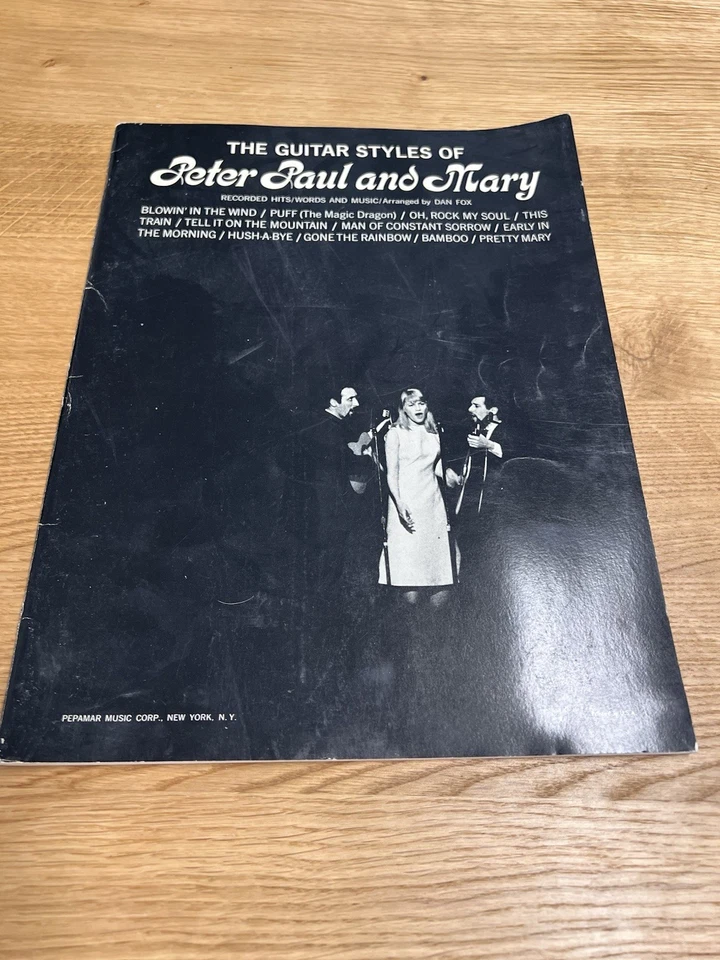 THE GUITAR STYLES OF
Peter Paul and Mary
RECORDED HITS/WORDS AND MUSIC/Arranged by DAN FOX
BLOWIN' IN THE WIND / PUFF (The Magic Dragon) / OH, ROCK MY SOUL / THIS
TRAIN / TELL IT ON THE MOUNTAIN / MAN OF CONSTANT SORROW / EARLY IN
THE MORNING / HUSH-A-BYE / GONE THE RAINBOW / BAMBOO / PRETTY MARY
PEPAMAR MUSIC CORP., NEW YORK, N. Y.